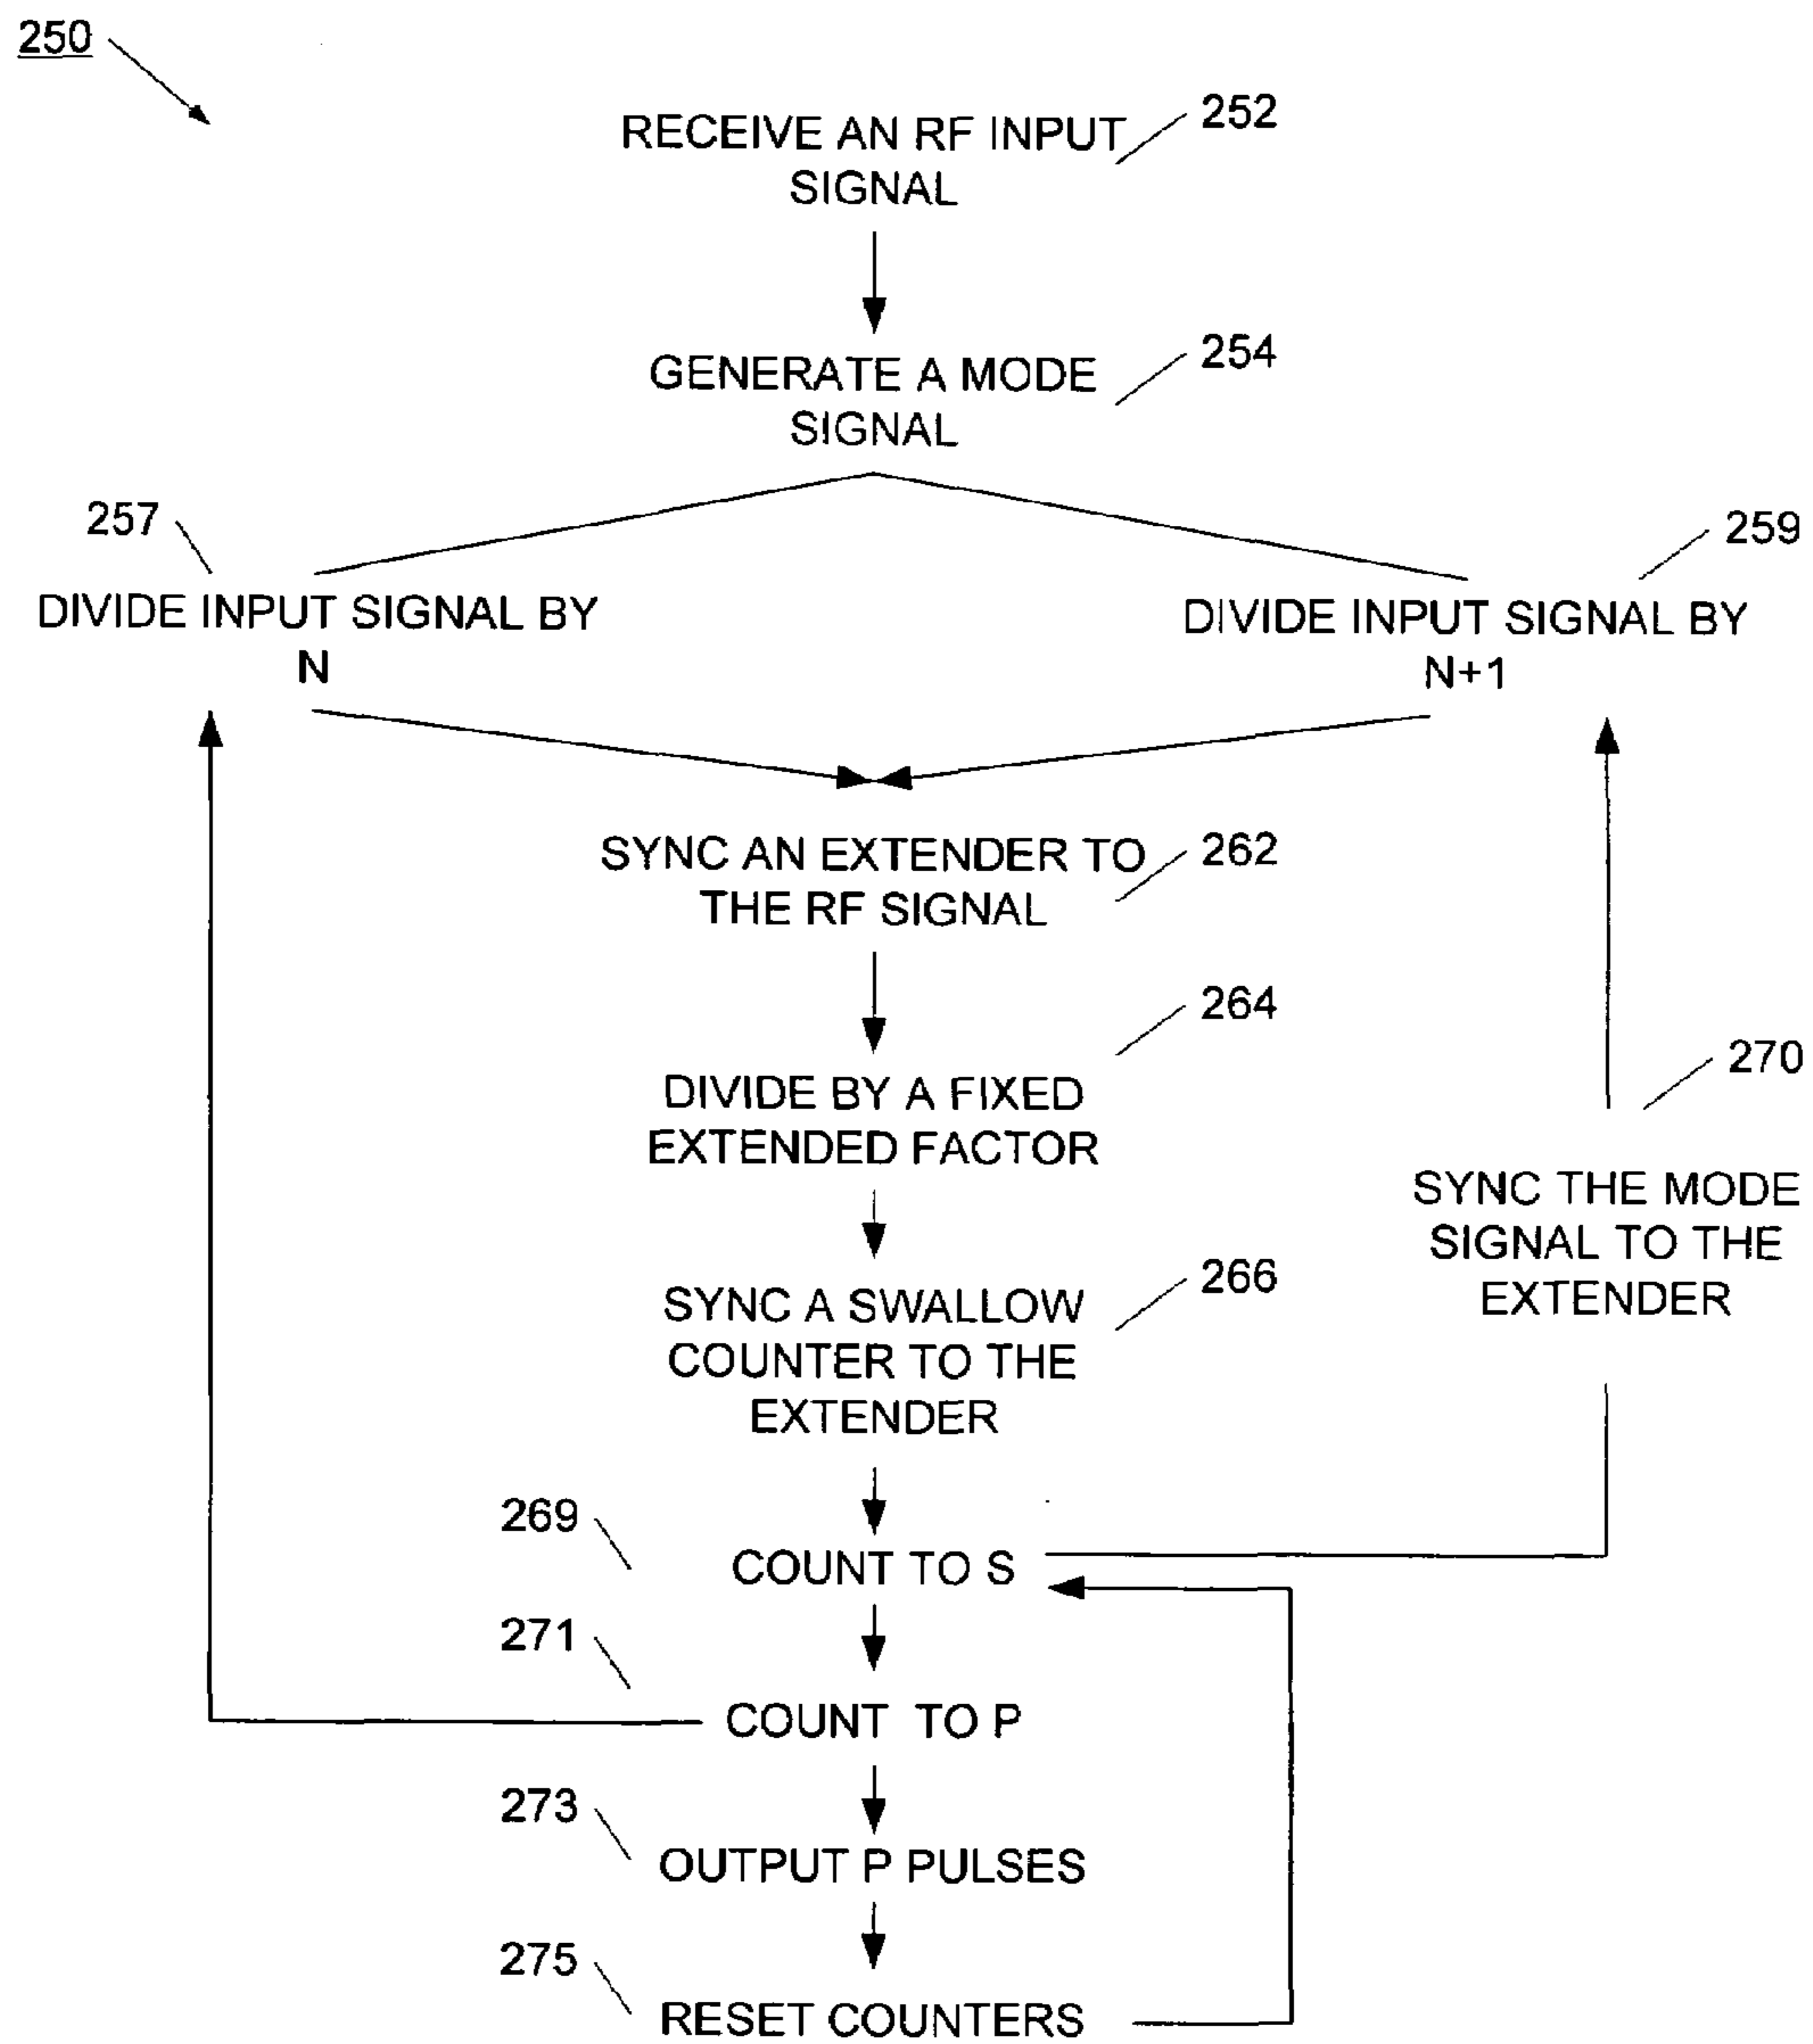 250
RECEIVE AN RF INPUT
SIGNAL
252
GENERATE A MODE
SIGNAL
254
257
DIVIDE INPUT SIGNAL BY
N
259
DIVIDE INPUT SIGNAL BY
N+1
SYNC AN EXTENDER TO
THE RF SIGNAL
262
264
DIVIDE BY A FIXED
EXTENDED FACTOR
270
SYNC THE MODE
SIGNAL TO THE
EXTENDER
266
SYNC A SWALLOW
COUNTER TO THE
EXTENDER
269
COUNT TO S
271
COUNT TO P
273
OUTPUT P PULSES
275
RESET COUNTERS